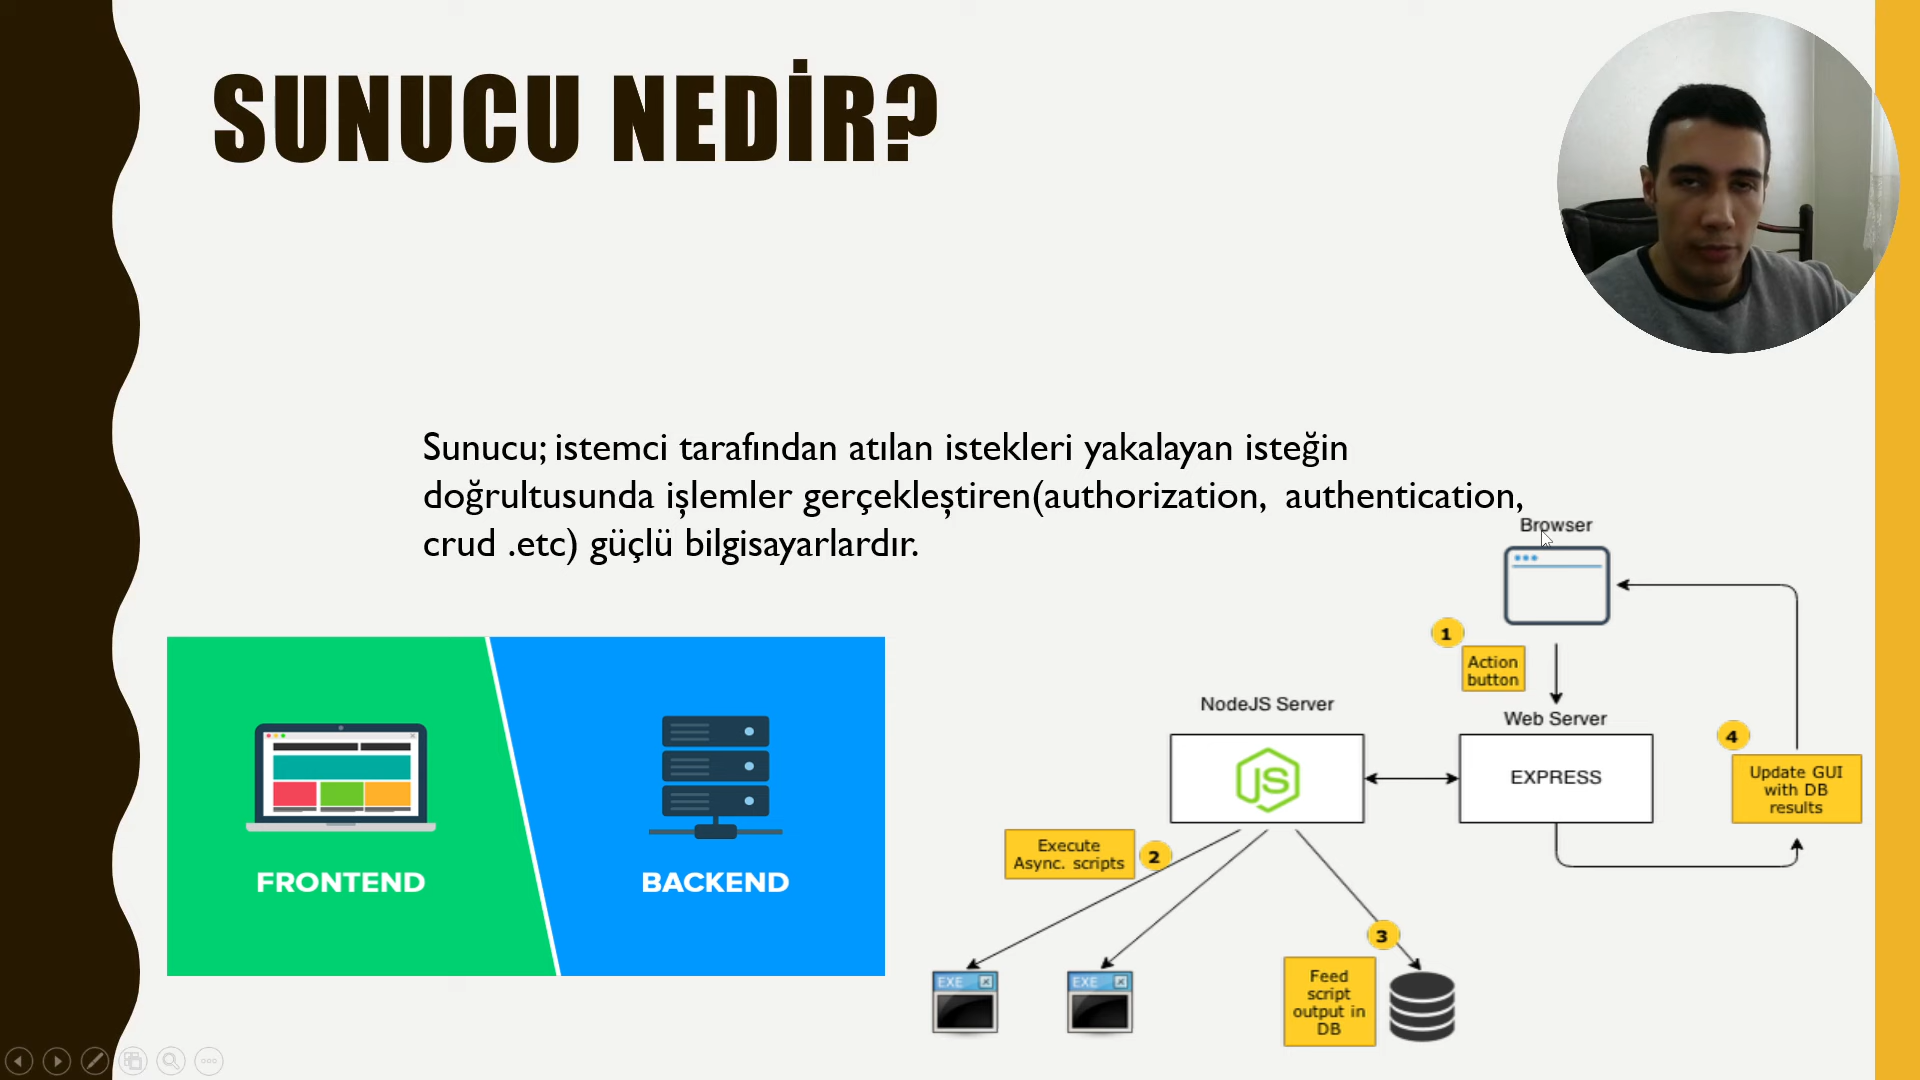 SUNUCU NEDİR?
Sunucu; istemci tarafından atılan istekleri yakalayan isteğin
doğrultusunda işlemler gerçekleştiren(authorization, authentication,
crud .etc) güçlü bilgisayarlardır.
FRONTEND
BACKEND
Browser
1
Action
button
NodeJS Server
Web Server
JS
EXPRESS
4
Update GUI
with DB
results
Execute
Async. scripts
2
3
EXE
EXE
Feed
script
output in
DB